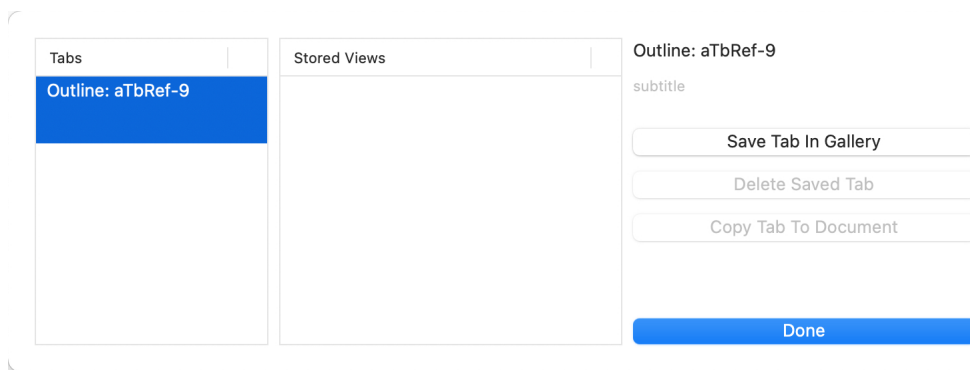 Tabs
Outline: aTbRef-9
Stored Views
Outline: aTbRef-9
subtitle
Save Tab In Gallery
Delete Saved Tab
Copy Tab To Document
Done